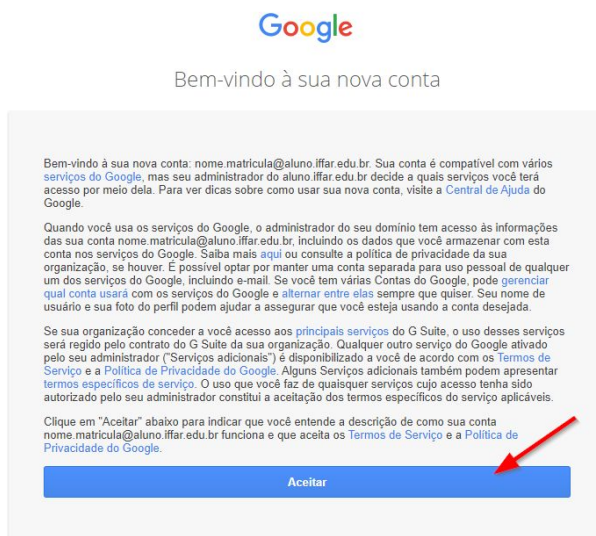 Google
Bem-vindo à sua nova conta
Bem-vindo à sua nova conta: nome.matricula@aluno.iffar.edu.br. Sua conta é compatível com vários
serviços do Google, mas seu administrador do aluno.iffar.edu.br decide a quais serviços você terá
acesso por meio dela. Para ver dicas sobre como usar sua nova conta, visite a Central de Ajuda do
Google.
Quando você usa os serviços do Google, o administrador do seu domínio tem acesso às informações
das sua conta nome.matricula@aluno.iffar.edu.br, incluindo os dados que você armazenar com esta
conta nos serviços do Google. Saiba mais aqui ou consulte a política de privacidade da sua
organização, se houver. É possível optar por manter uma conta separada para uso pessoal de qualquer
um dos serviços do Google, incluindo e-mail. Se você tem várias Contas do Google, pode gerenciar
qual conta usará com os serviços do Google e alternar entre elas sempre que quiser. Seu nome de
usuário e sua foto do perfil podem ajudar a assegurar que você esteja usando a conta desejada.
Se sua organização conceder a você acesso aos principais serviços do G Suite, o uso desses serviços
será regido pelo contrato do G Suite da sua organização. Qualquer outro serviço do Google ativado
pelo seu administrador ("Serviços adicionais") é disponibilizado a você de acordo com os Termos de
Serviço e a Política de Privacidade do Google. Alguns Serviços adicionais também podem apresentar
termos específicos de serviço. O uso que você faz de quaisquer serviços cujo acesso tenha sido
autorizado pelo seu administrador constitui a aceitação dos termos específicos do serviço aplicáveis.
Clique em "Aceitar" abaixo para indicar que você entende a descrição de como sua conta
nome.matricula@aluno.iffar.edu.br funciona e que aceita os Termos de Serviço e a Política de
Privacidade do Google.
Aceitar